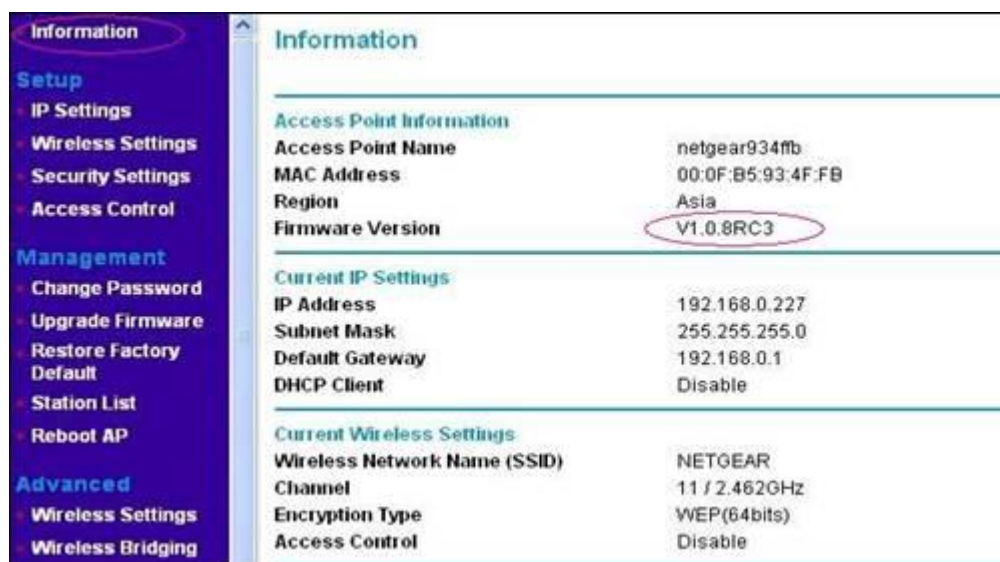 Information
Setup
IP Settings
Wireless Settings
Security Settings
Access Control
Management
Change Password
Upgrade Firmware
Restore Factory
Default
Station List
Reboot AP
Advanced
Wireless Settings
Wireless Bridging
Information
Access Point Information
Access Point Name netgear934ffb
MAC Address 00:0F:B5:93:4F:FB
Region Asia
Firmware Version V1.0.8RC3
Current IP Settings
IP Address 192.168.0.227
Subnet Mask 255.255.255.0
Default Gateway 192.168.0.1
DHCP Client Disable
Current Wireless Settings
Wireless Network Name (SSID) NETGEAR
Channel 11 / 2.462GHz
Encryption Type WEP(64bits)
Access Control Disable